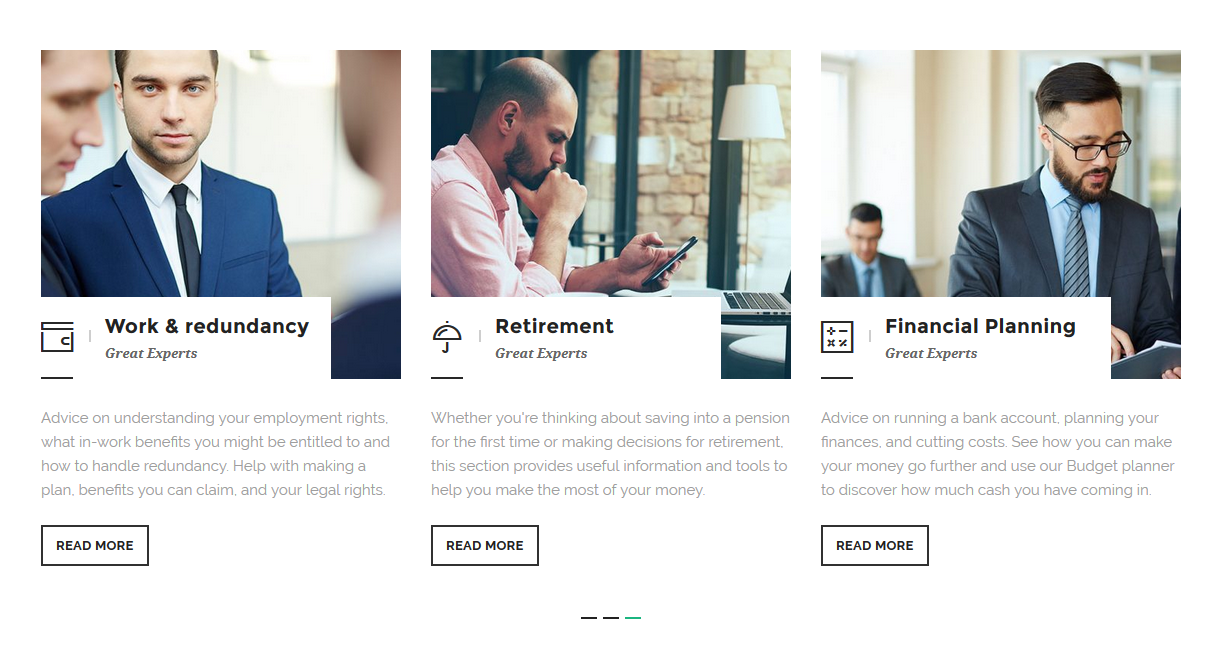 Work & redundancy
Great Experts
Advice on understanding your employment rights,
what in-work benefits you might be entitled to and
how to handle redundancy. Help with making a
plan, benefits you can claim, and your legal rights.
READ MORE
Retirement
Great Experts
Whether you're thinking about saving into a pension
for the first time or making decisions for retirement,
this section provides useful information and tools to
help you make the most of your money.
READ MORE
Financial Planning
Great Experts
Advice on running a bank account, planning your
finances, and cutting costs. See how you can make
your money go further and use our Budget planner
to discover how much cash you have coming in.
READ MORE